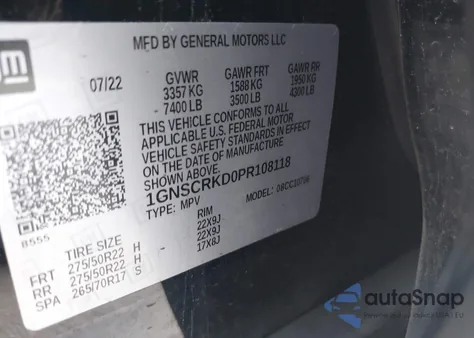 MFD BY GENERAL MOTORS LLC
07/22 GVWR GAWR FRT GAWR RR
3357 KG 1588 KG 1950 KG
7400 LB 3500 LB 4300 LB
THIS VEHICLE CONFORMS TO ALL
APPLICABLE U.S. FEDERAL MOTOR
VEHICLE SAFETY STANDARDS IN EFFECT
ON THE DATE OF MANUFACTURE
SHOWN ABOVE.
1GNSCRKD0PR108118
TYPE: MPV MODEL:
B555
TIRE SIZE RIM
FRT 275/50R22 H 22X9J
RR 275/50R22 H 22X9J
SPA 265/70R17 S 17X8J
autoSnap